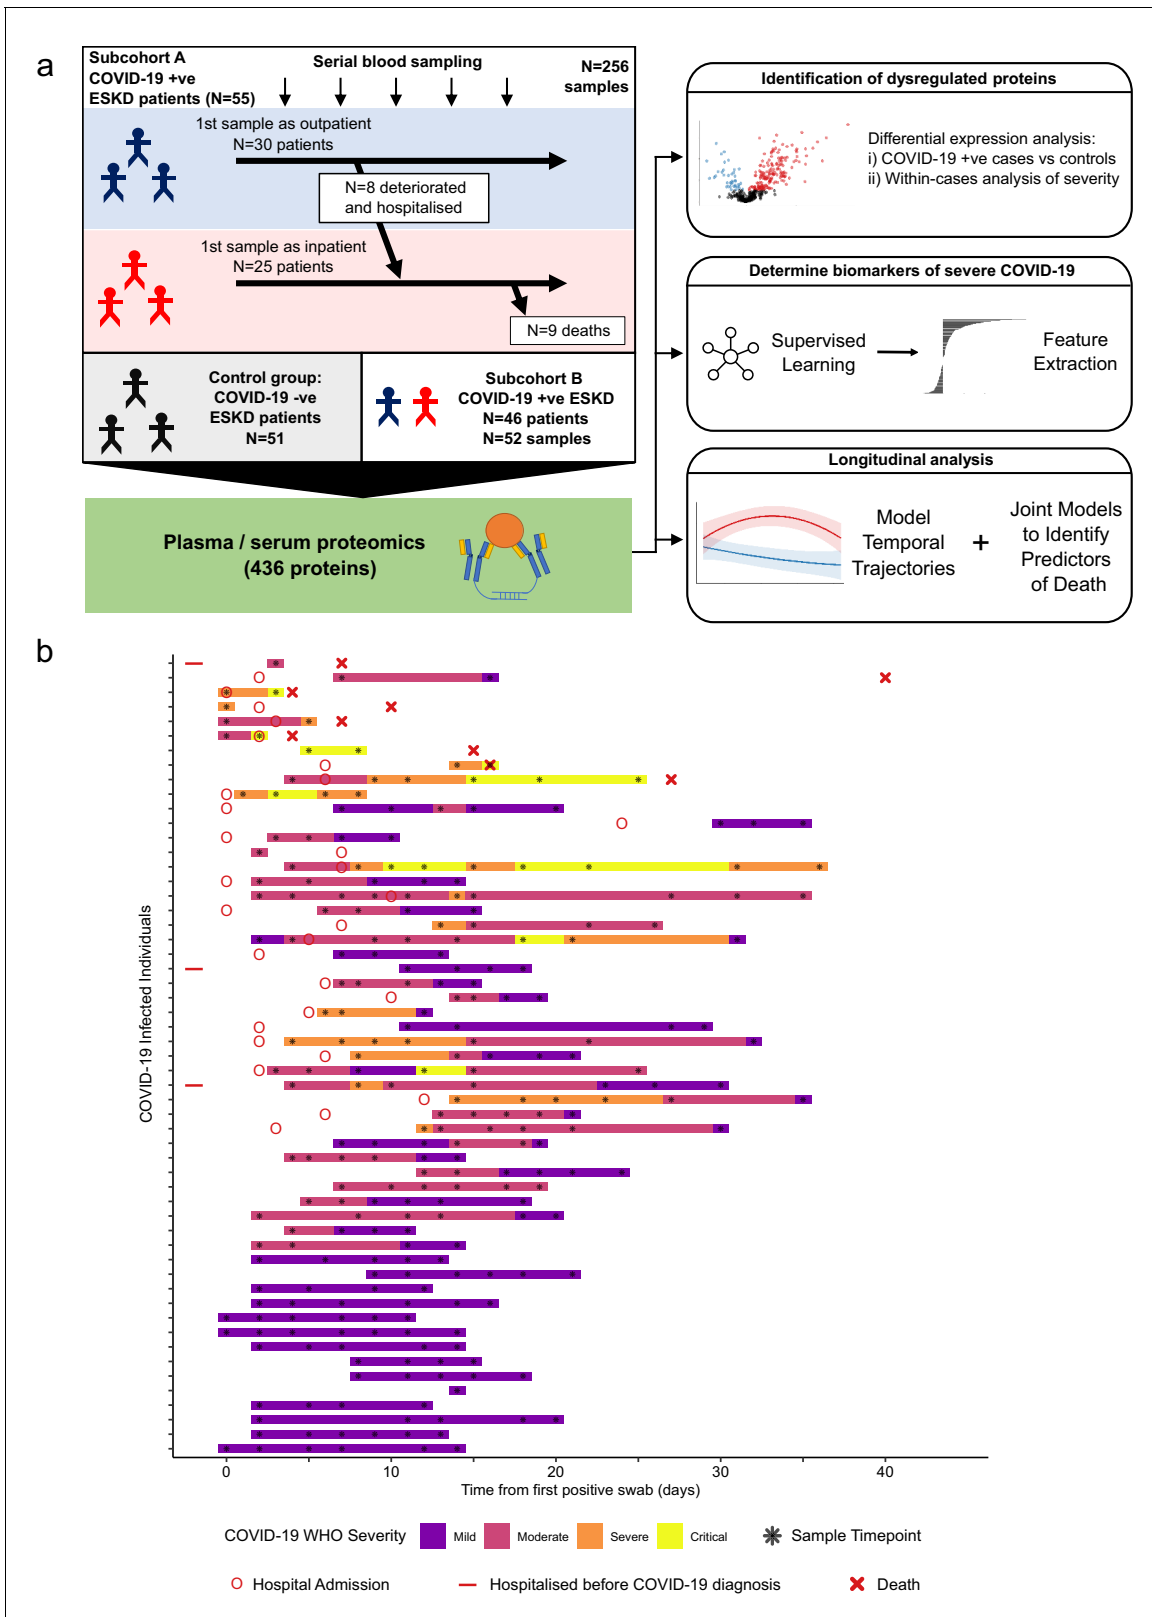 a
Subcohort A
COVID-19 +ve
ESKD patients (N=55)
Serial blood sampling
N=256
samples
1st sample as outpatient
N=30 patients
N=8 deteriorated
and hospitalised
1st sample as inpatient
N=25 patients
N=9 deaths
Control group:
COVID-19 -ve
ESKD patients
N=51
Subcohort B
COVID-19 +ve ESKD
N=46 patients
N=52 samples
Plasma / serum proteomics
(436 proteins)
Identification of dysregulated proteins
Differential expression analysis:
i) COVID-19 +ve cases vs controls
ii) Within-cases analysis of severity
Determine biomarkers of severe COVID-19
Supervised
Learning
Feature
Extraction
Longitudinal analysis
Model
Temporal
Trajectories
+
Joint Models
to Identify
Predictors
of Death
b
COVID-19 Infected Individuals
0 10 20 30 40
Time from first positive swab (days)
COVID-19 WHO Severity Mild Moderate Severe Critical Sample Timepoint
Hospital Admission Hospitalised before COVID-19 diagnosis Death